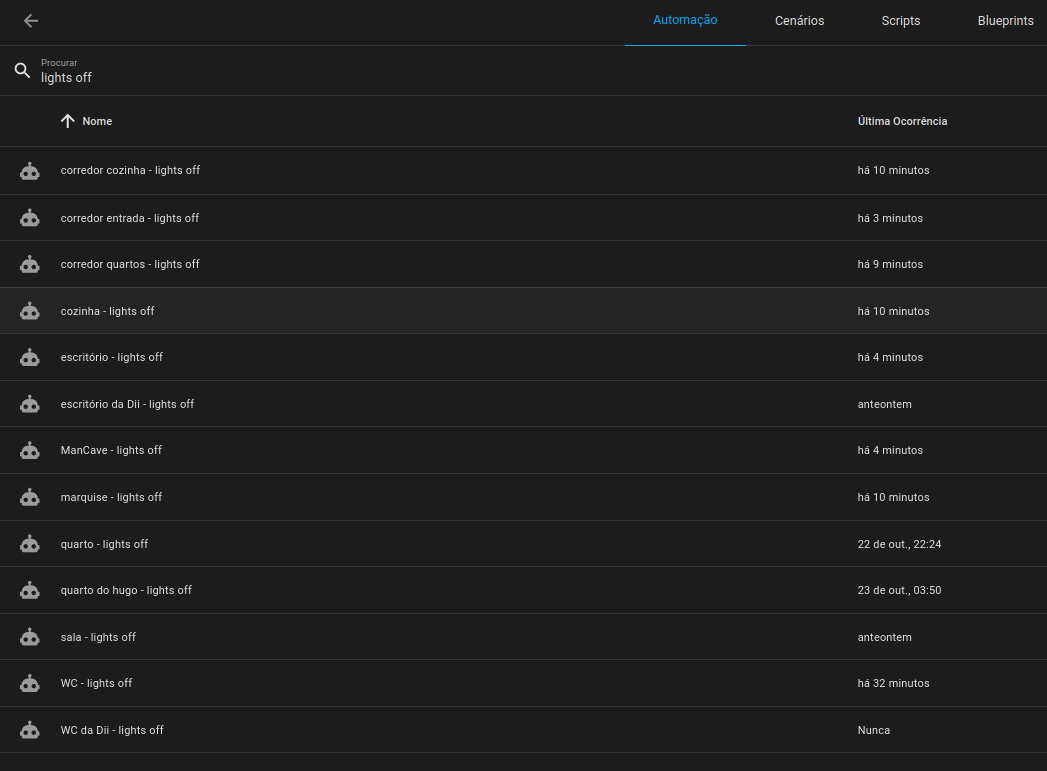 Automação Cenários Scripts Blueprints
Procurar
lights off
Nome Última Ocorrência
corredor cozinha - lights off há 10 minutos
corredor entrada - lights off há 3 minutos
corredor quartos - lights off há 9 minutos
cozinha - lights off há 10 minutos
escritório - lights off há 4 minutos
escritório da Dii - lights off anteontem
ManCave - lights off há 4 minutos
marquise - lights off há 10 minutos
quarto - lights off 22 de out., 22:24
quarto do hugo - lights off 23 de out., 03:50
sala - lights off anteontem
WC - lights off há 32 minutos
WC da Dii - lights off Nunca